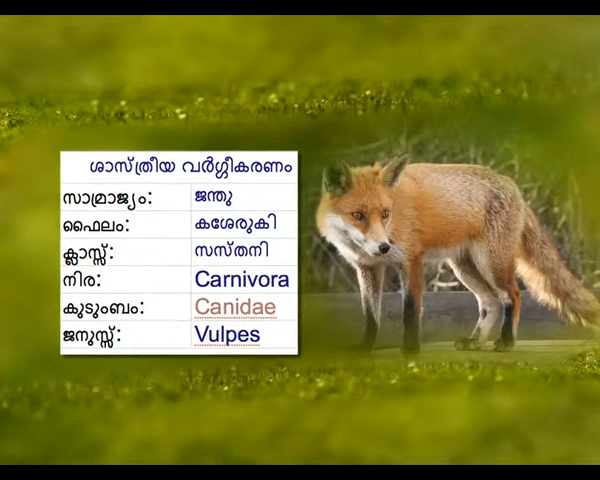 ശാസ്ത്രീയ വർഗ്ഗീകരണം
സാമ്രാജ്യം: ജന്തു
ഫൈലം: കശേരുകി
ക്ലാസ്സ്: സസ്തനി
നിര: Carnivora
കുടുംബം: Canidae
ജനുസ്സ്: Vulpes